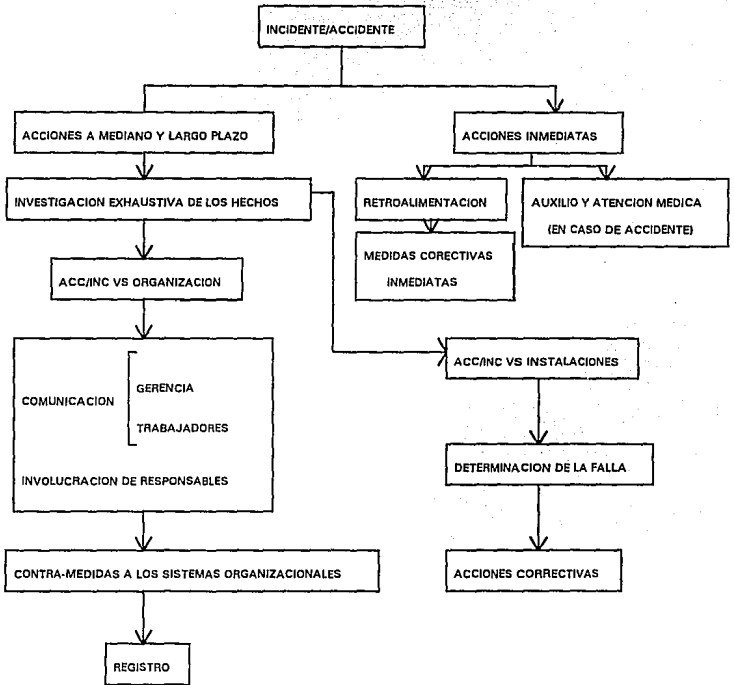 INCIDENTE/ACCIDENTE
ACCIONES A MEDIANO Y LARGO PLAZO
ACCIONES INMEDIATAS
INVESTIGACION EXHAUSTIVA DE LOS HECHOS
RETROALIMENTACION
AUXILIO Y ATENCION MEDICA
(EN CASO DE ACCIDENTE)
MEDIDAS CORECTIVAS
INMEDIATAS
ACC/INC VS ORGANIZACION
ACC/INC VS INSTALACIONES
COMUNICACION
GERENCIA
TRABAJADORES
INVOLUCRACION DE RESPONSABLES
DETERMINACION DE LA FALLA
CONTRA-MEDIDAS A LOS SISTEMAS ORGANIZACIONALES
ACCIONES CORRECTIVAS
REGISTRO